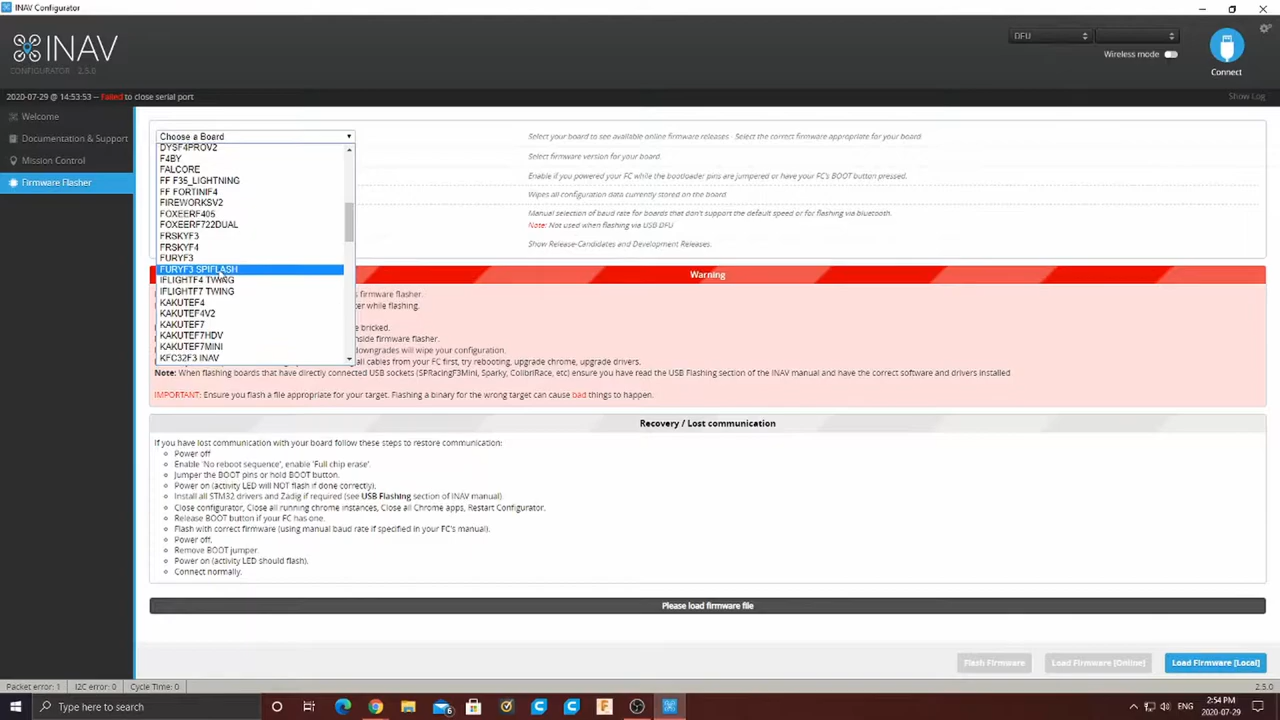 INAV Configurator
INAV
CONFIGURATOR 2.5.0
DFU
Wireless mode
Connect
2020-07-29 @ 14:53:53 -- Failed to close serial port
Show Log
Welcome
Documentation & Support
Mission Control
Firmware Flasher
Choose a Board
DYSF4PROV2
F4BY
FALCORE
FF F35_LIGHTNING
FF FORTINIF4
FIREWORKSV2
FOXEERF405
FOXEERF722DUAL
FRSKYF3
FRSKYF4
FURYF3
FURYF3 SPIFLASH
IFLIGHTF4 TWING
IFLIGHTF7 TWING
KAKUTEF4
KAKUTEF4V2
KAKUTEF7
KAKUTEF7HDV
KAKUTEF7MINI
KFC32F3 INAV
Select your board to see available online firmware releases - Select the correct firmware appropriate for your board.
Select firmware version for your board.
Enable if you powered your FC while the bootloader pins are jumpered or have your FC's BOOT button pressed.
Wipes all configuration data currently stored on the board.
Manual selection of baud rate for boards that don't support the default speed or for flashing via bluetooth.
Note: Not used when flashing via USB DFU
Show Release-Candidates and Development Releases.
Warning
s firmware flasher.
ter while flashing.
be bricked.
nside firmware flasher.
downgrades will wipe your configuration.
all cables from your FC first, try rebooting, upgrade chrome, upgrade drivers.
Note: When flashing boards that have directly connected USB sockets (SPRacingF3Mini, Sparky, ColibriRace, etc) ensure you have read the USB Flashing section of the INAV manual and have the correct software and drivers installed
IMPORTANT: Ensure you flash a file appropriate for your target. Flashing a binary for the wrong target can cause bad things to happen.
Recovery / Lost communication
If you have lost communication with your board follow these steps to restore communication:
Power off
Enable 'No reboot sequence', enable 'Full chip erase'.
Jumper the BOOT pins or hold BOOT button.
Power on (activity LED will NOT flash if done correctly).
Install all STM32 drivers and Zadig if required (see USB Flashing section of INAV manual)
Close configurator, Close all running chrome instances, Close all Chrome apps, Restart Configurator.
Release BOOT button if your FC has one.
Flash with correct firmware (using manual baud rate if specified in your FC's manual).
Power off.
Remove BOOT jumper.
Power on (activity LED should flash).
Connect normally.
Please load firmware file
Flash Firmware
Load Firmware [Online]
Load Firmware [Local]
Packet error: 1
I2C error: 0
Cycle Time: 0
2.5.0
Type here to search
6
ENG
2:54 PM
2020-07-29